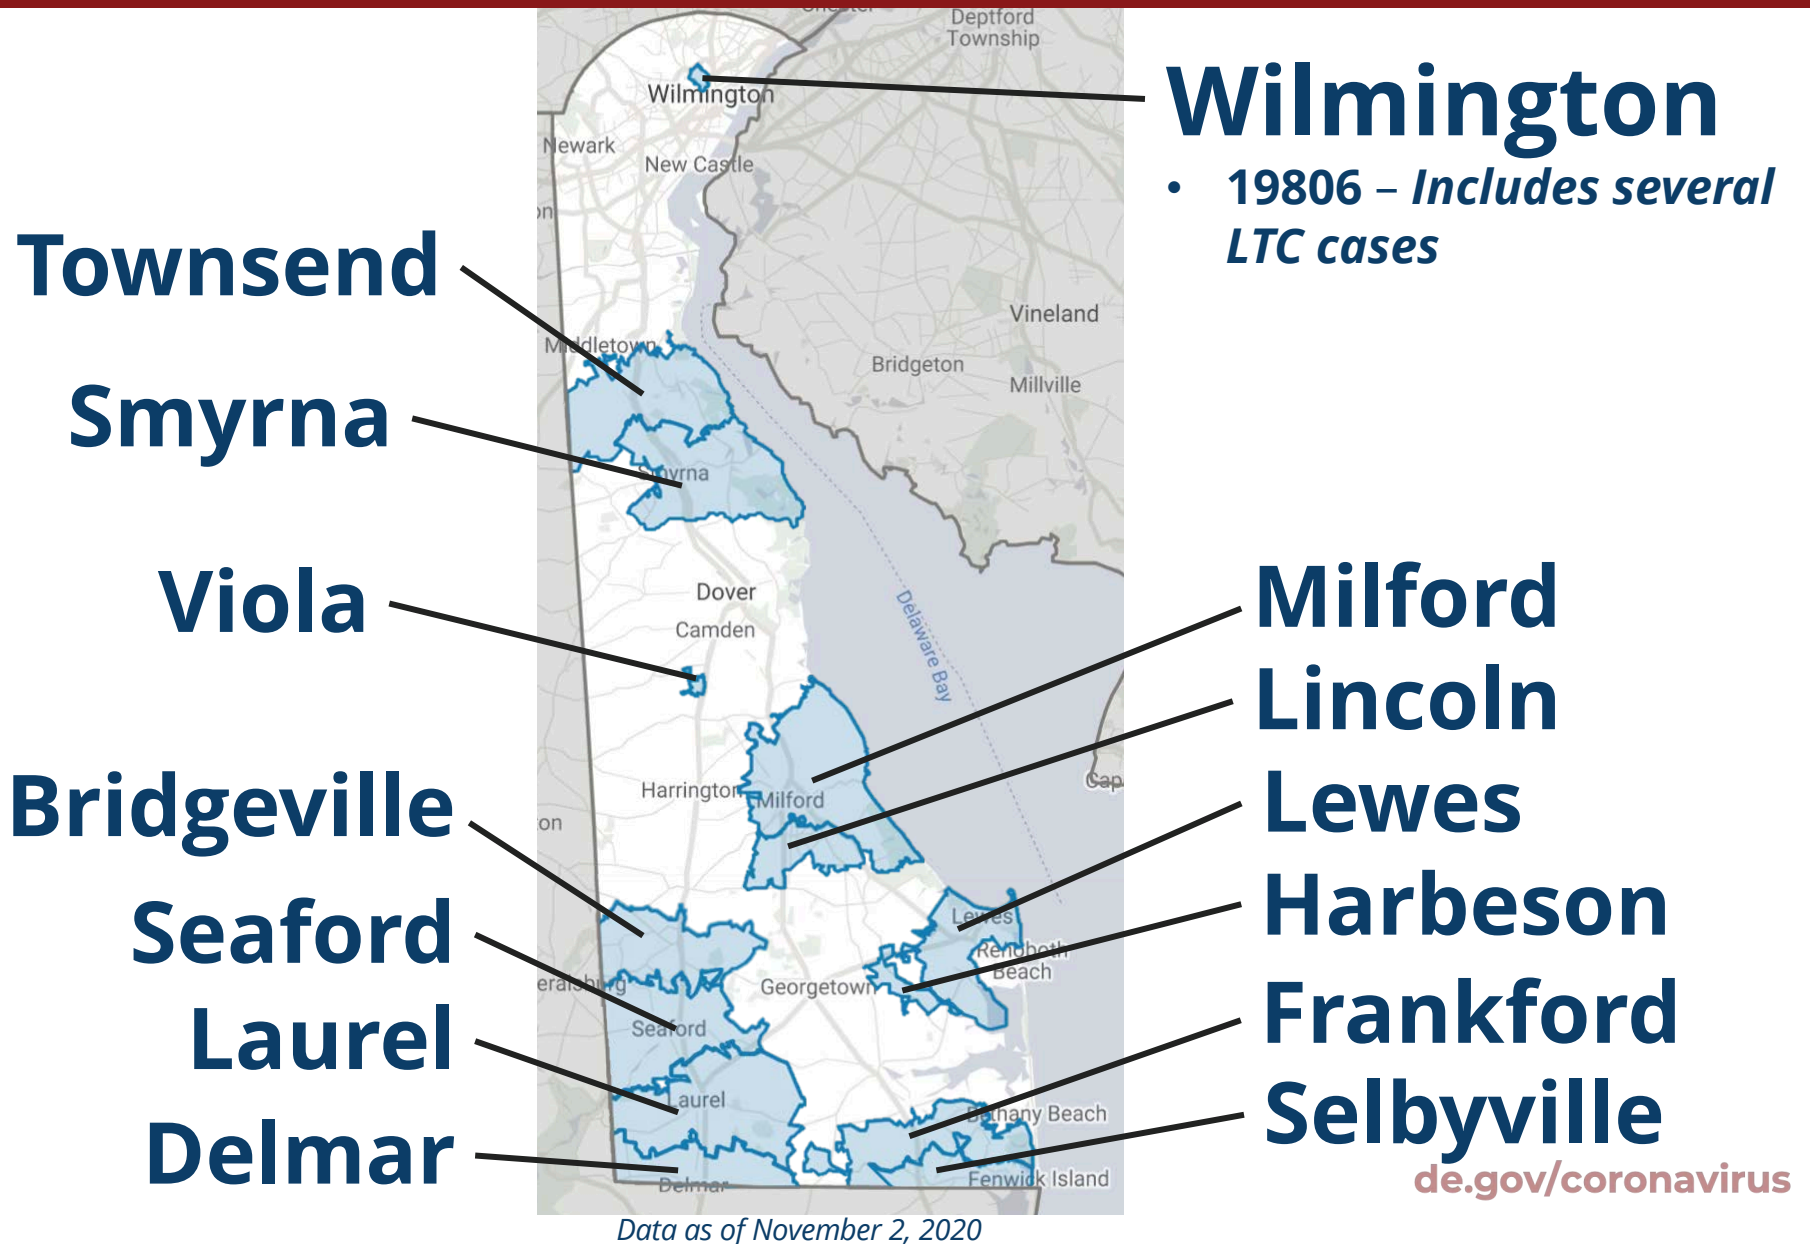 Wilmington
• 19806 – Includes several
LTC cases
Townsend
Smyrna
Viola
Bridgeville
Seaford
Laurel
Delmar
Milford
Lincoln
Lewes
Harbeson
Frankford
Selbyville
de.gov/coronavirus
Deptford
Township
Wilmington
Newark
New Castle
Vineland
Middletown
Bridgeton
Millville
Smyrna
Dover
Camden
Delaware Bay
Harrington
Milford
Lewes
Rehoboth
Beach
Georgetown
Seaford
Laurel
Bethany Beach
Delmar
Fenwick Island
Data as of November 2, 2020